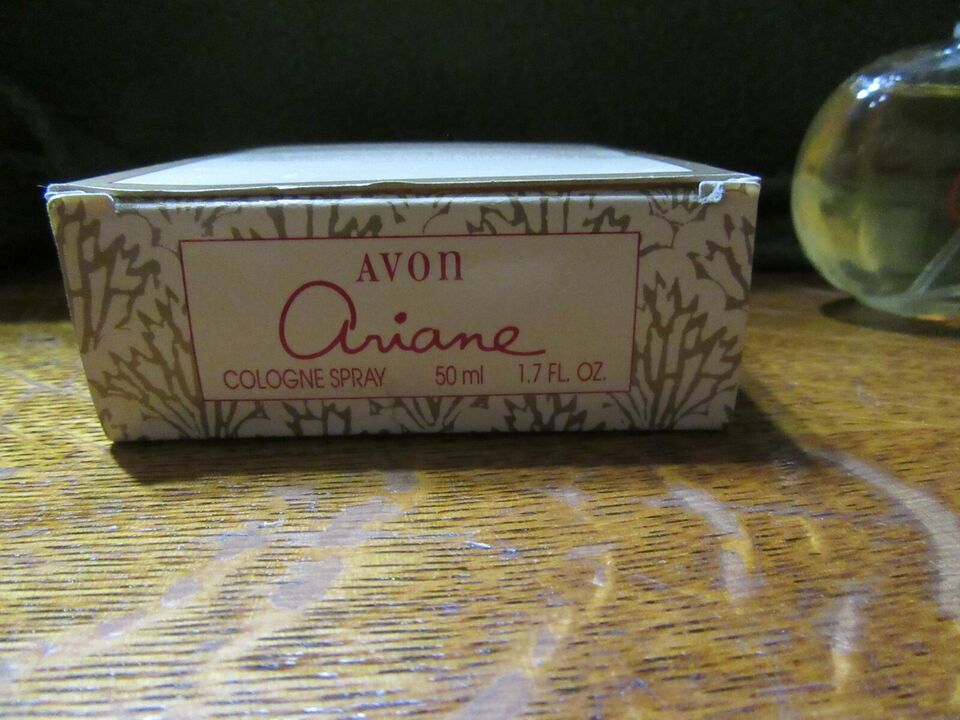 AVON
Ariane
COLOGNE SPRAY 50 ml 1.7 FL. OZ.